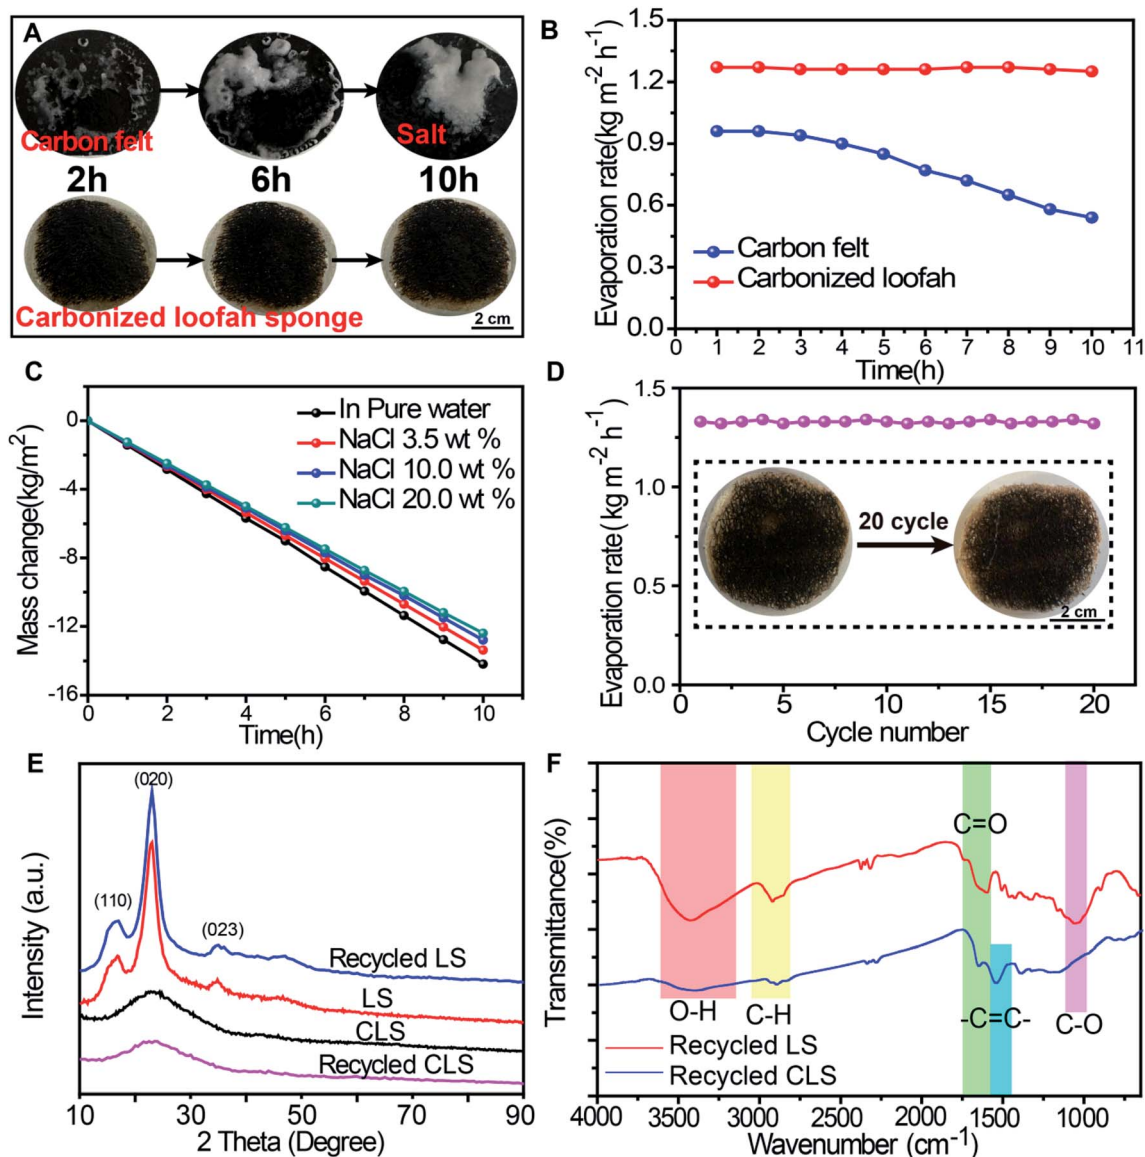 A
Carbon felt
Salt
2h
6h
10h
Carbonized loofah sponge
2 cm
B
Evaporation rate(kg m⁻² h⁻¹)
1.5
1.2
0.9
0.6
0.3
0.0
Carbon felt
Carbonized loofah
0 1 2 3 4 5 6 7 8 9 10 11
Time(h)
C
Mass change(kg/m²)
0
-4
-8
-12
-16
In Pure water
NaCl 3.5 wt %
NaCl 10.0 wt %
NaCl 20.0 wt %
0 2 4 6 8 10
Time(h)
D
Evaporation rate( kg m⁻² h⁻¹)
1.5
1.0
0.5
0.0
20 cycle
2 cm
0 5 10 15 20
Cycle number
E
Intensity (a.u.)
(020)
(110)
(023)
Recycled LS
LS
CLS
Recycled CLS
10 30 50 70 90
2 Theta (Degree)
F
Transmittance(%)
C=O
O-H
C-H
-C=C-
C-O
Recycled LS
Recycled CLS
4000 3500 3000 2500 2000 1500 1000
Wavenumber (cm⁻¹)